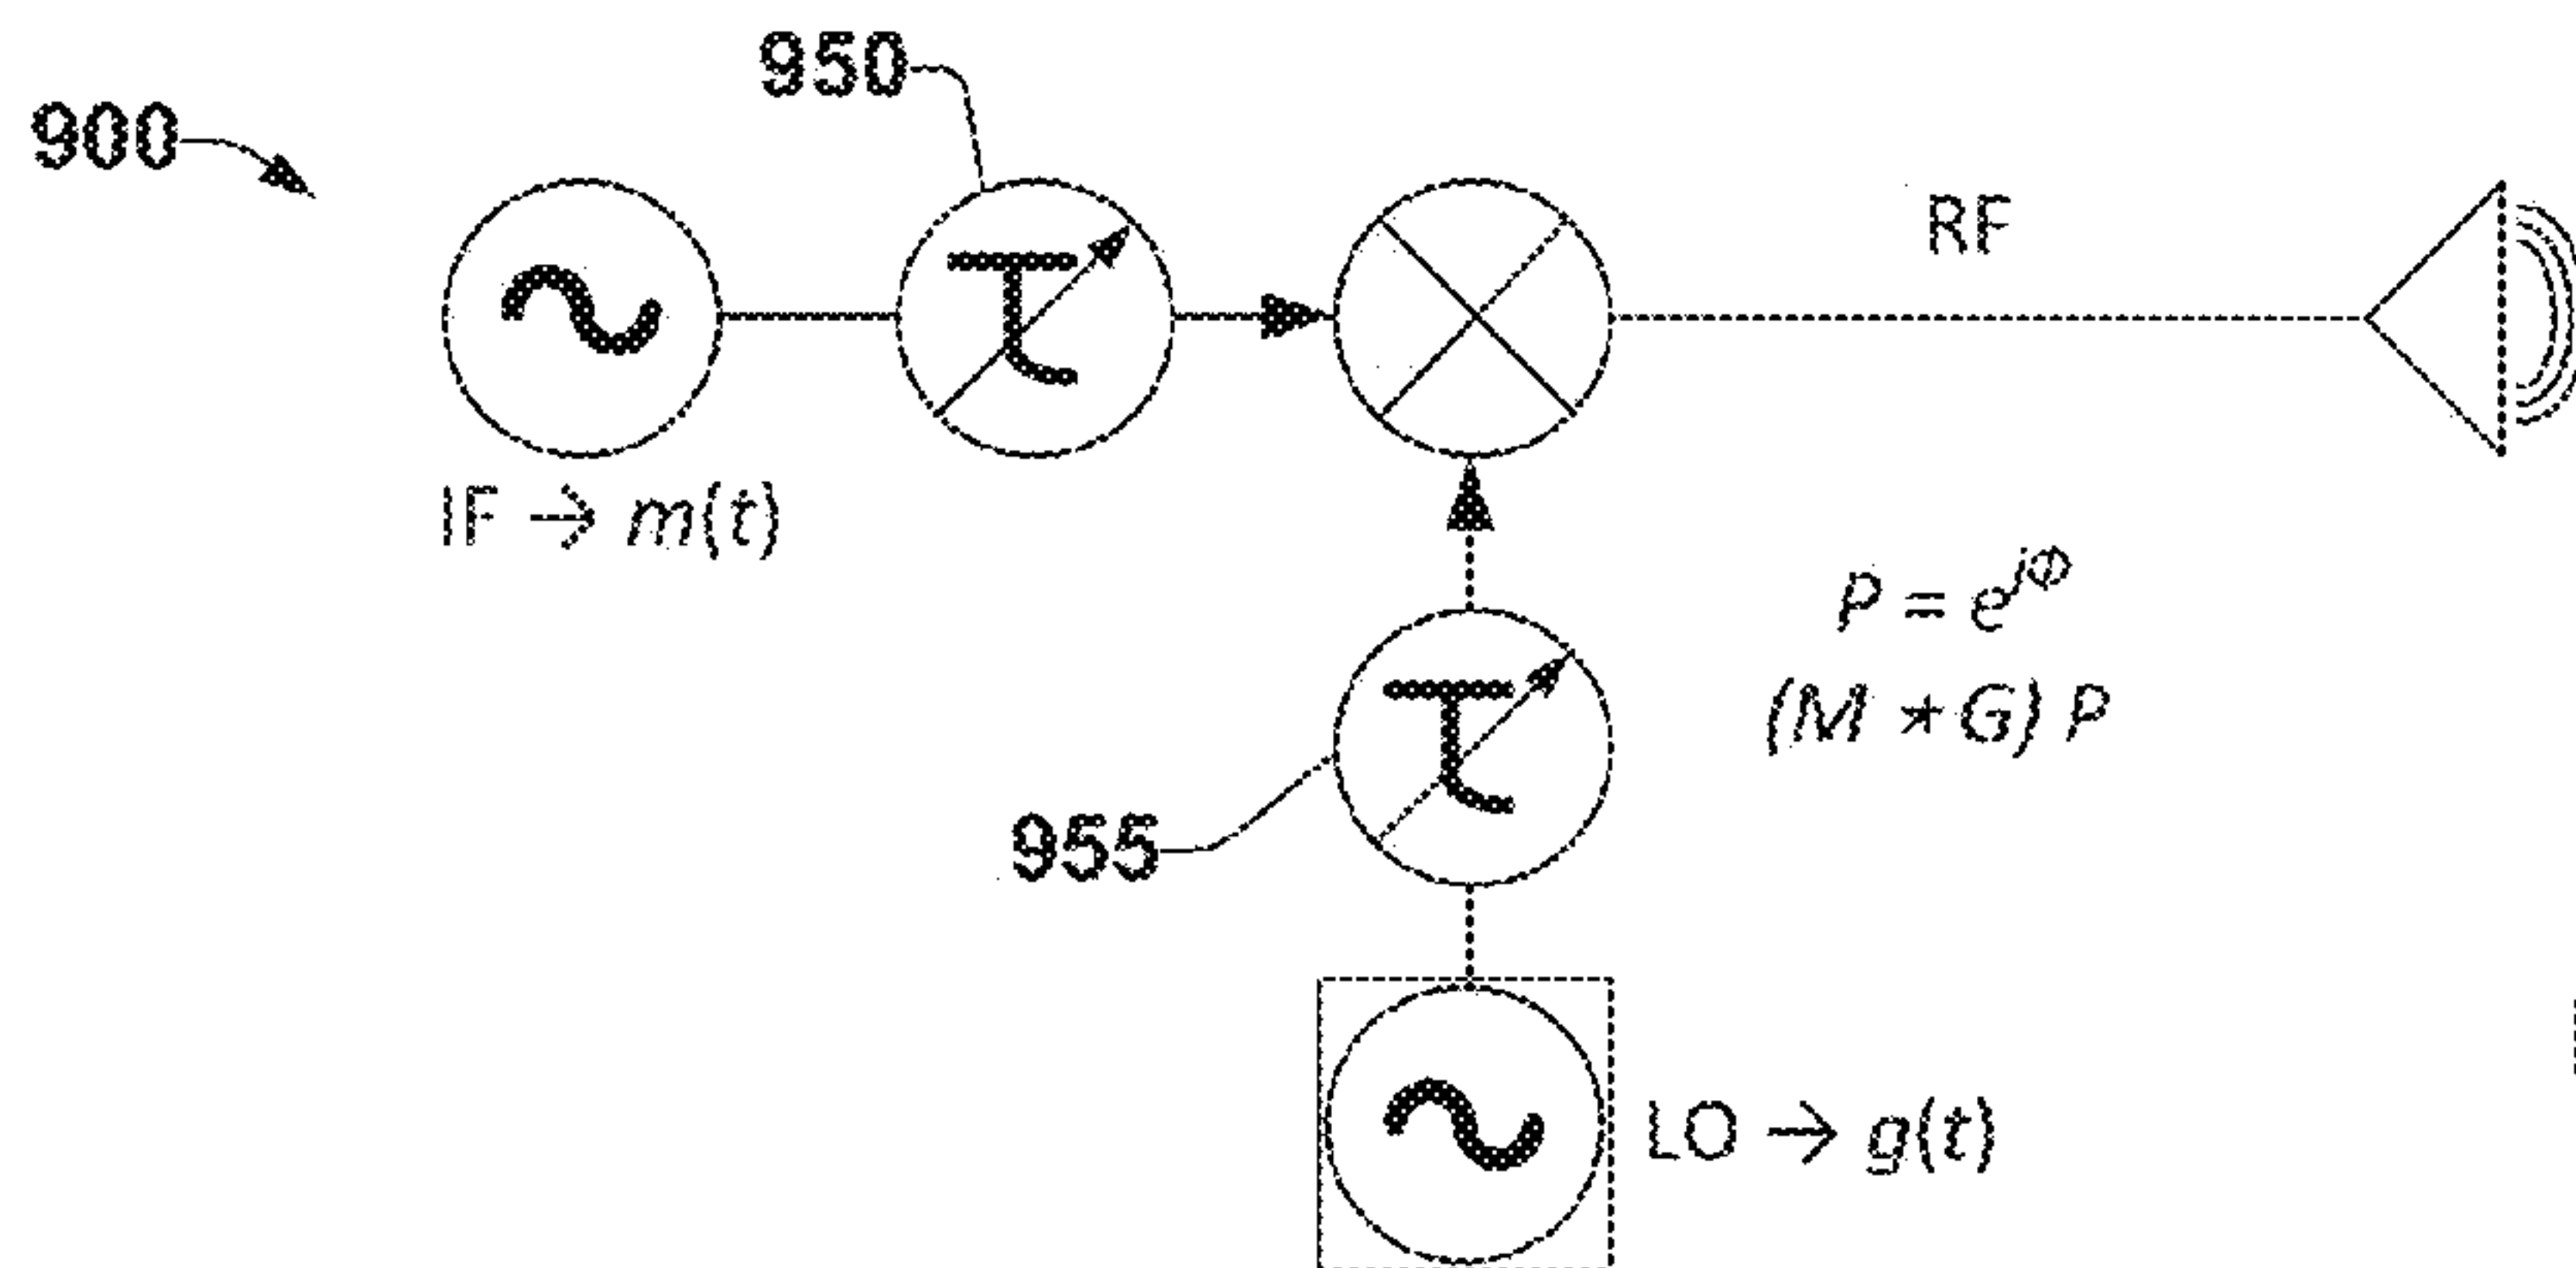 950
900
τ
RF
IF → m(t)
P = e^{jΦ}
τ
(M * G) P
955
LO → g(t)